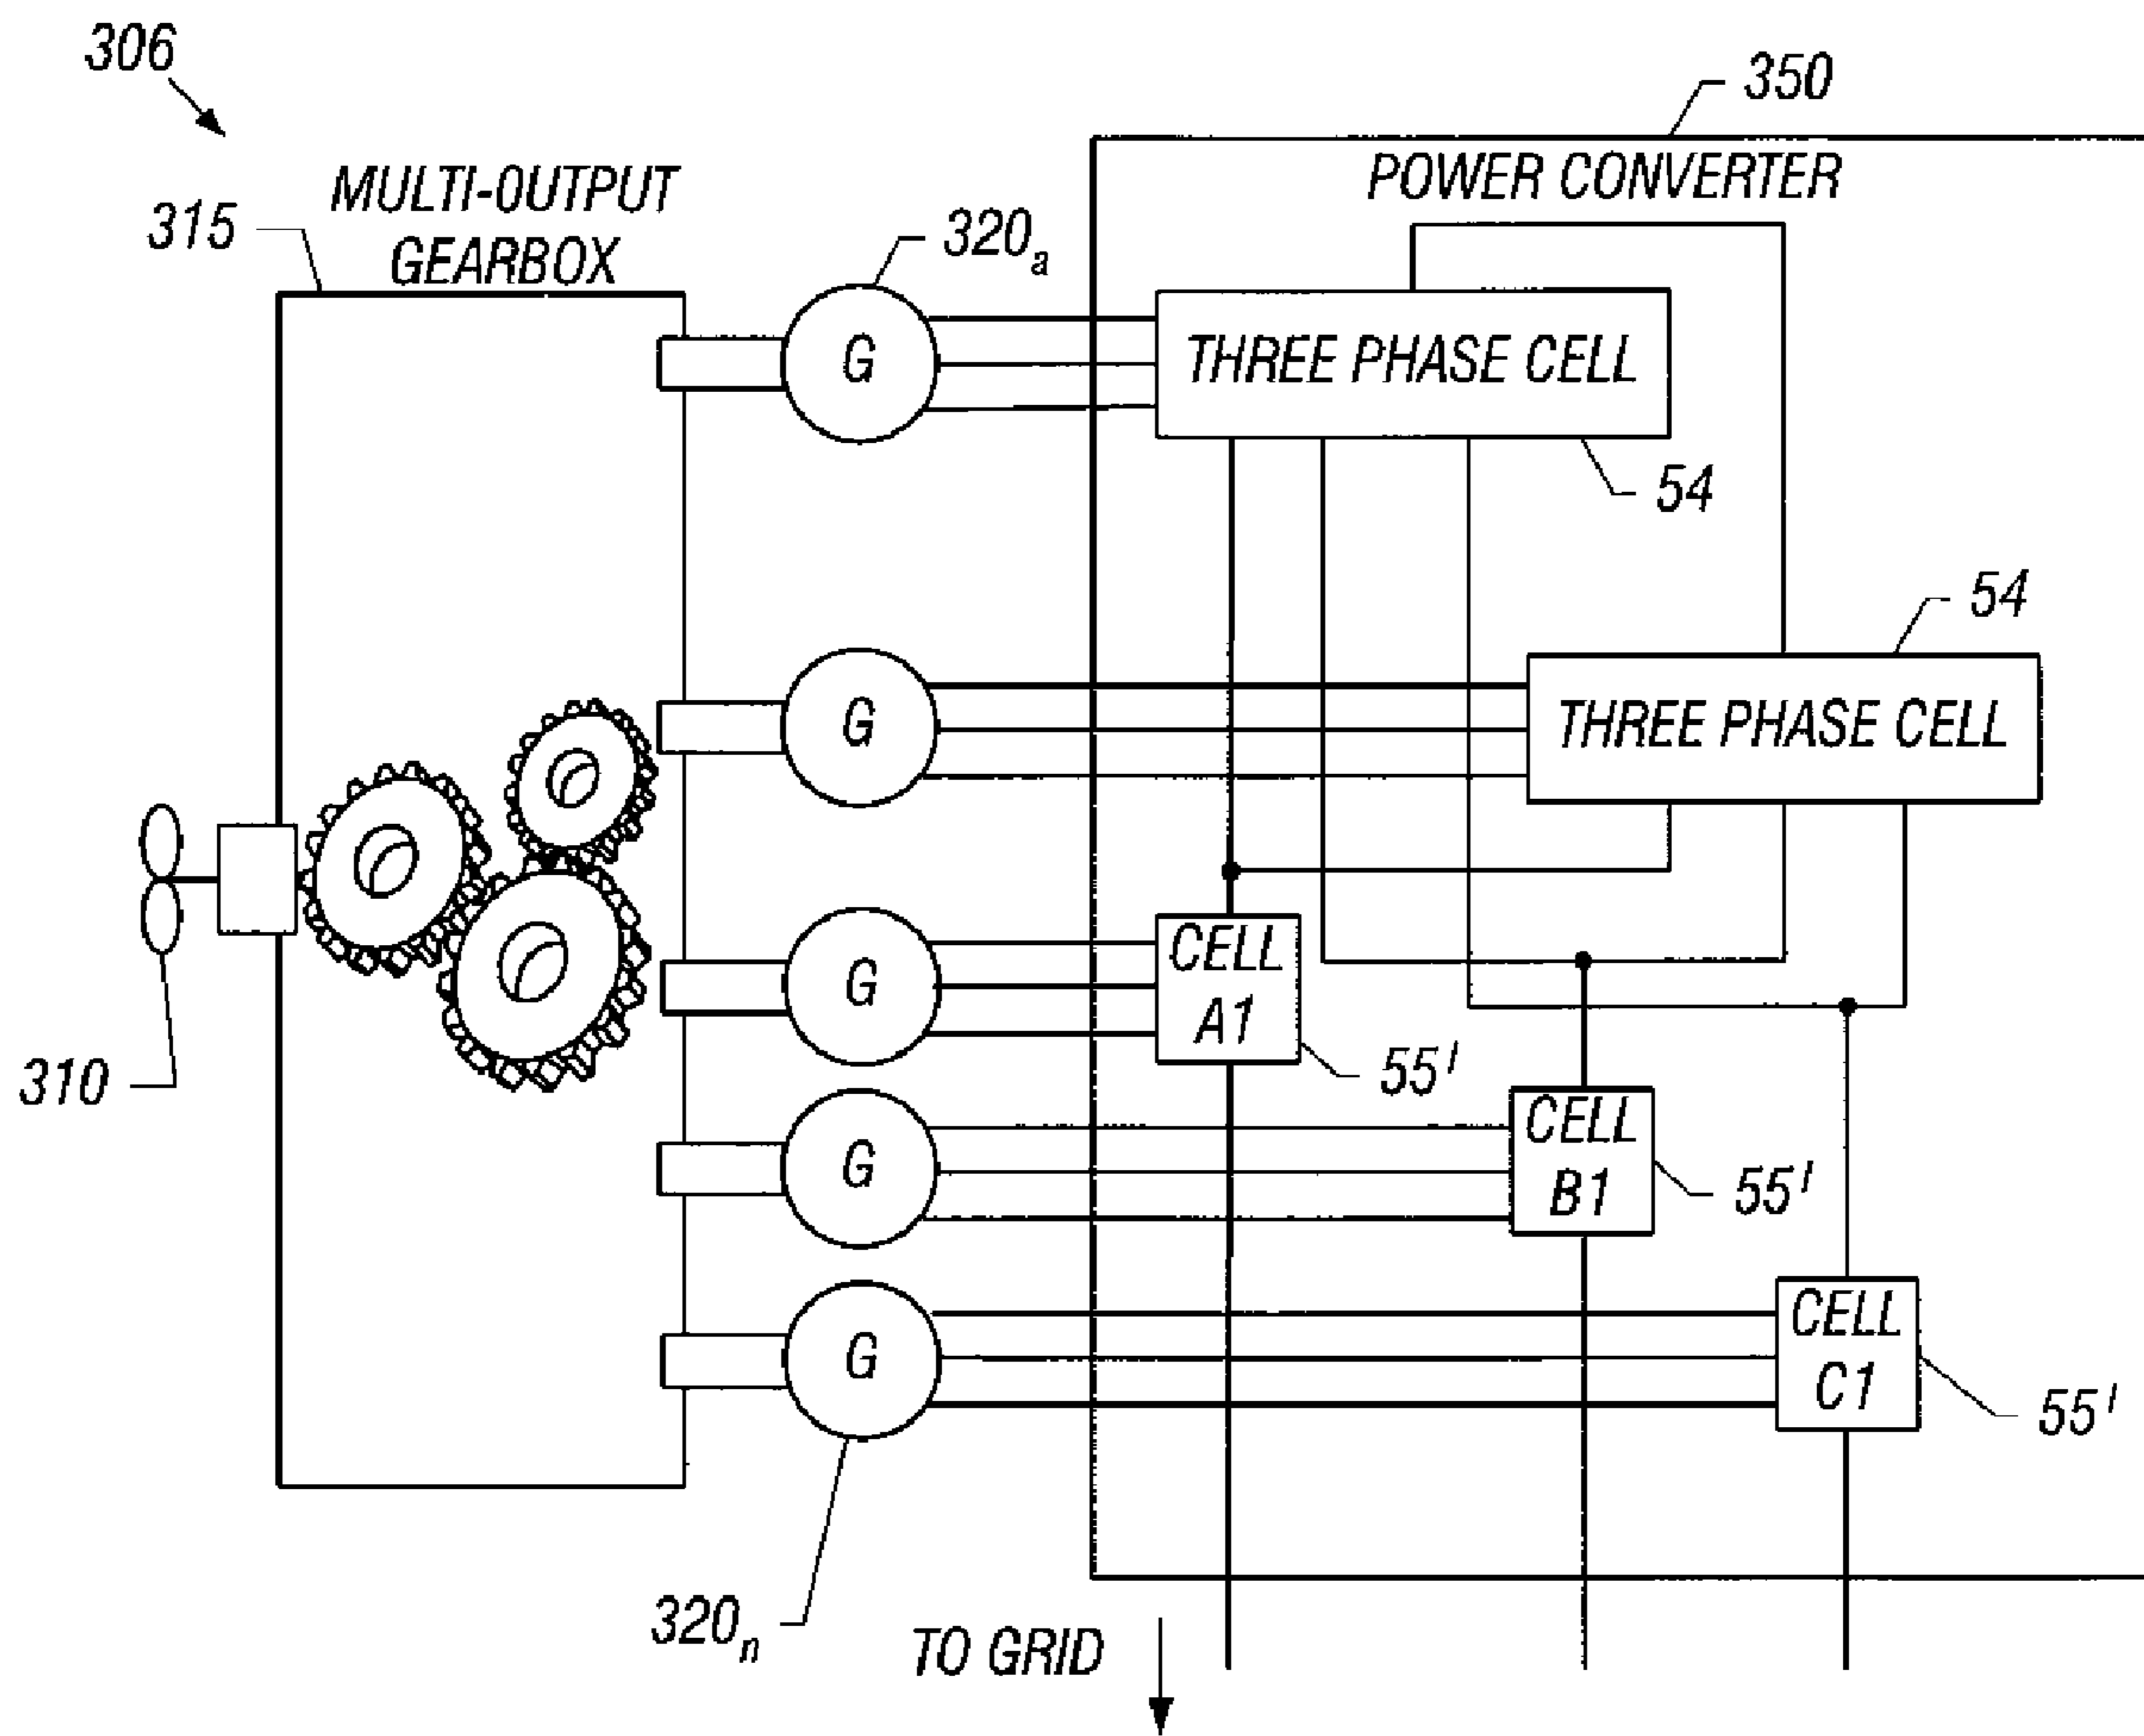 306
350
MULTI-OUTPUT
GEARBOX
POWER CONVERTER
315
320a
G
THREE PHASE CELL
54
54
G
THREE PHASE CELL
G
CELL
A1
55'
310
G
CELL
B1
55'
G
CELL
C1
55'
320n
TO GRID